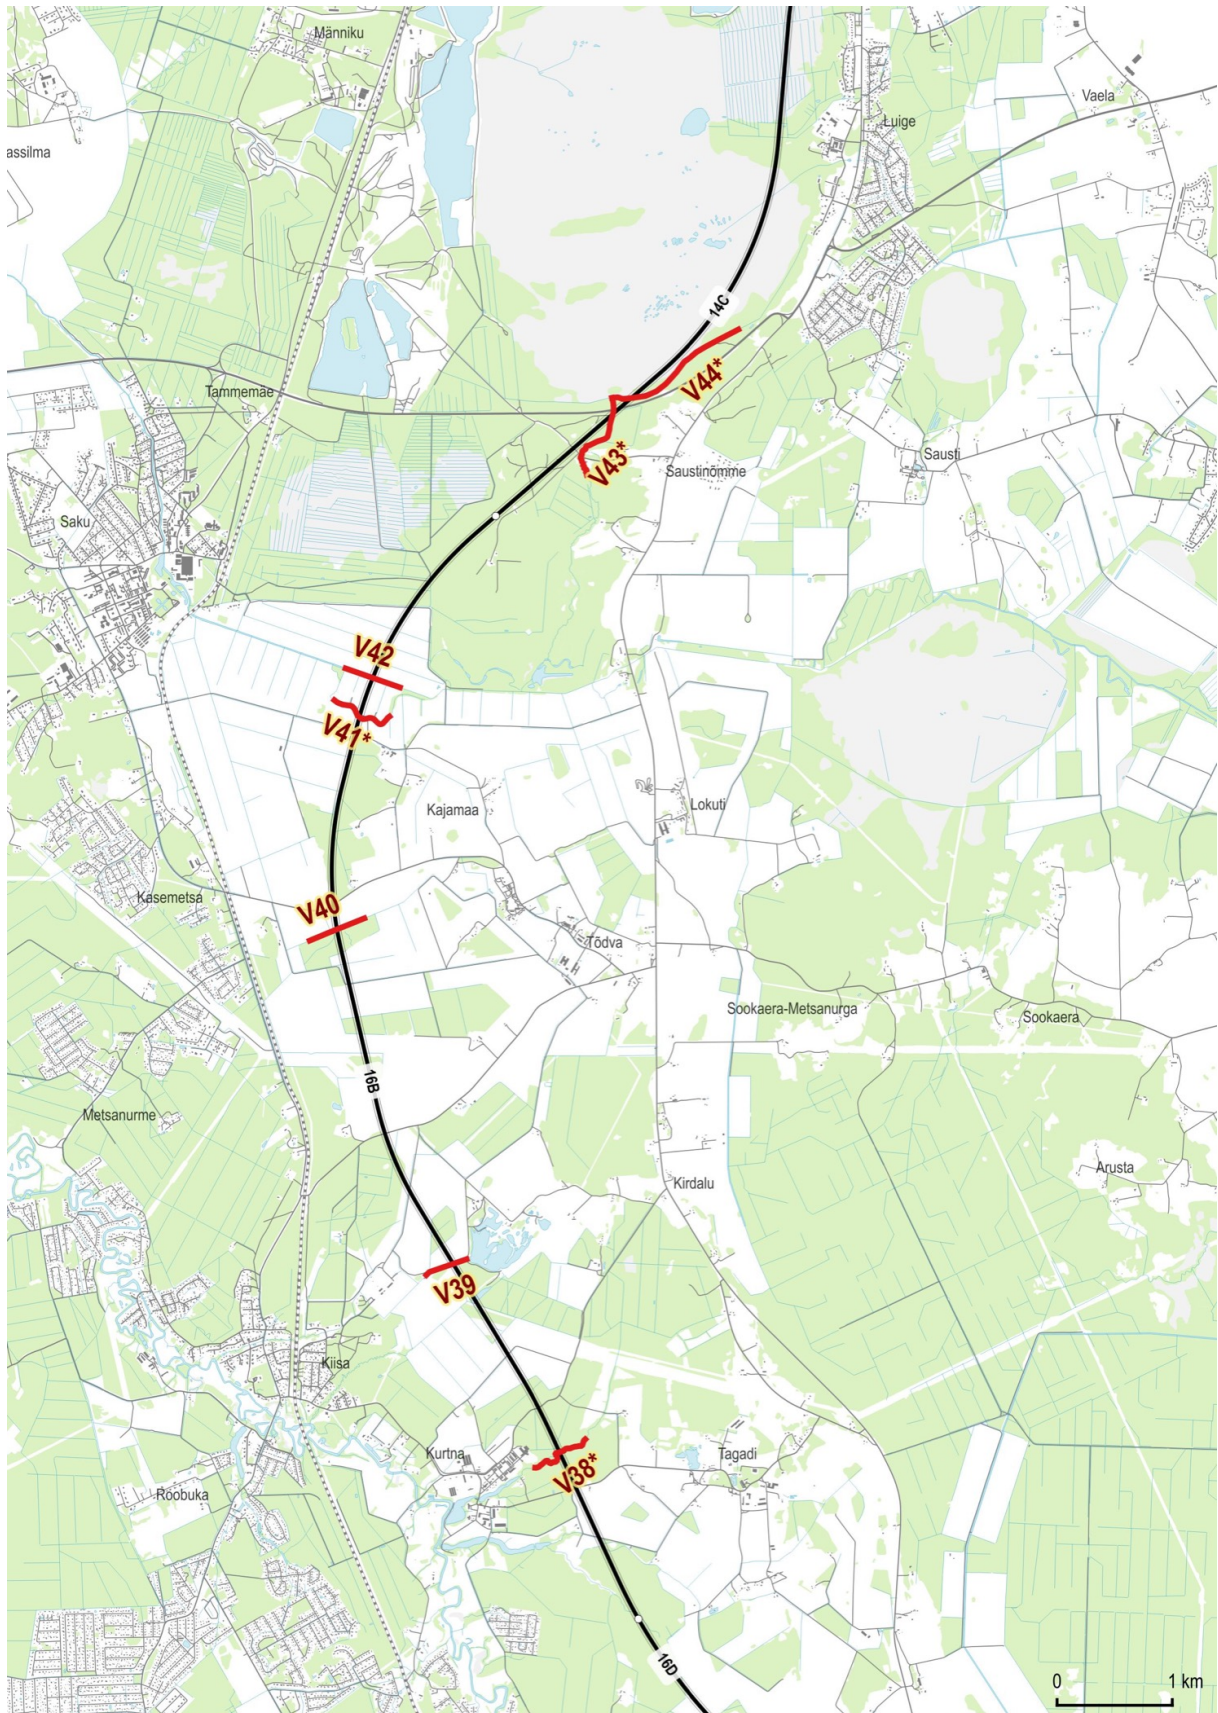 Männiku
Vaela
Luige
assilma
14C
Tammemäe
V44*
V43*
Saustinõmme
Sausti
Saku
V42
V41*
Kajamaa
Lokuti
Kasemetsa
V40
Tõdva
Sookaera-Metsanurga
Sookaera
16B
Metsanurme
Arusta
Kirdalu
V39
Kiisa
Kurtna
Tagadi
V38*
Roobuka
16D
0 1 km